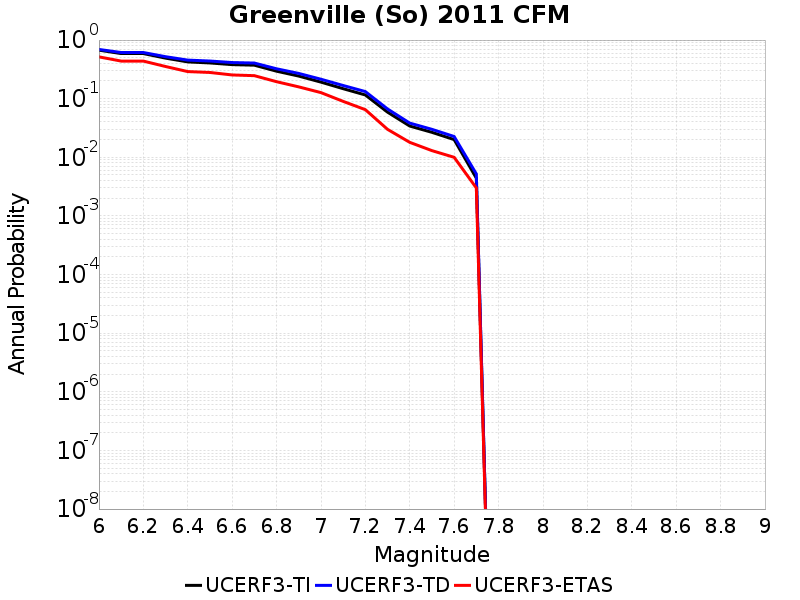 Greenville (So) 2011 CFM
Annual Probability
10^0
10^-1
10^-2
10^-3
10^-4
10^-5
10^-6
10^-7
10^-8
6 6.2 6.4 6.6 6.8 7 7.2 7.4 7.6 7.8 8 8.2 8.4 8.6 8.8 9
Magnitude
UCERF3-TI UCERF3-TD UCERF3-ETAS